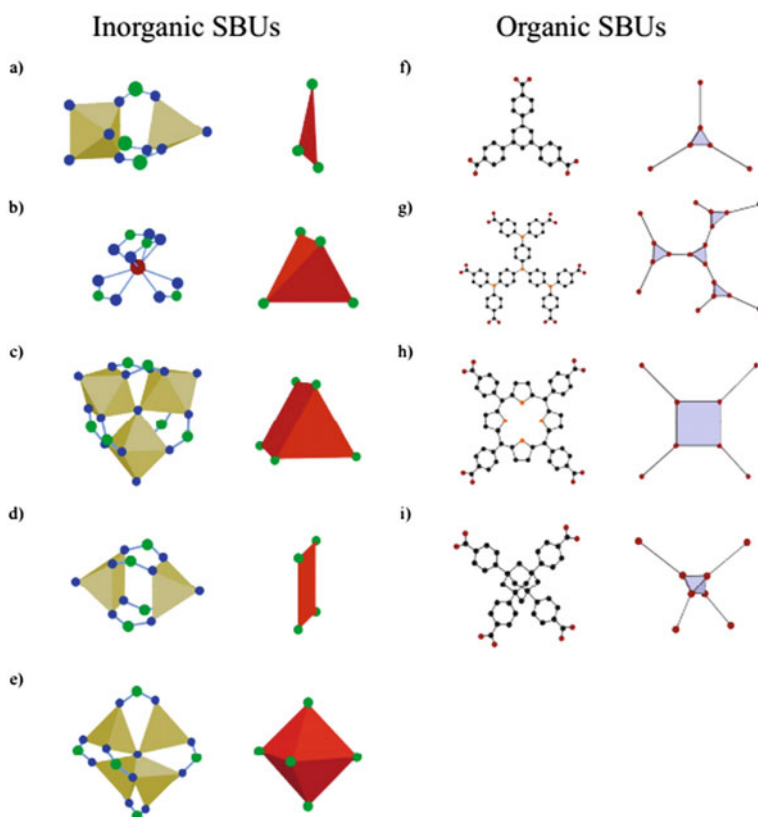 Inorganic SBUs
Organic SBUs
a)
f)
b)
g)
c)
h)
d)
i)
e)